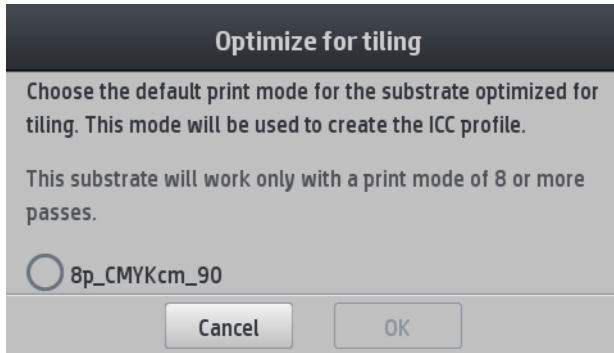 Optimize for tiling
Choose the default print mode for the substrate optimized for
tiling. This mode will be used to create the ICC profile.
This substrate will work only with a print mode of 8 or more
passes.
8p_CMYKcm_90
Cancel
OK